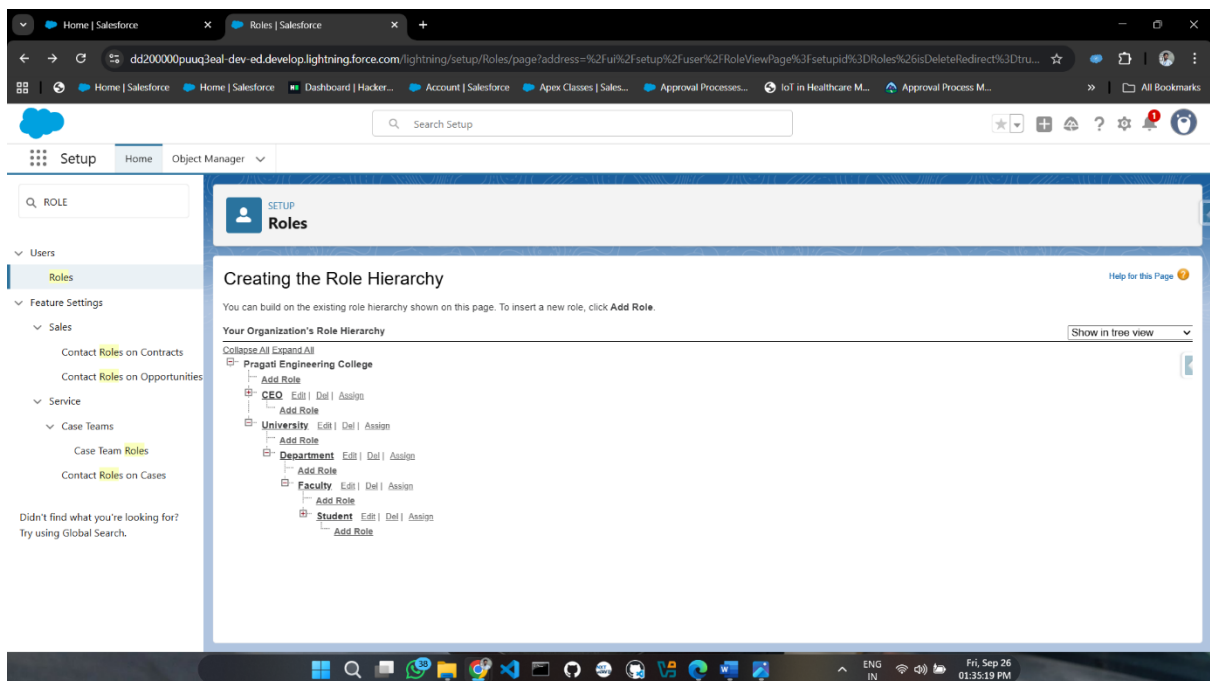 Home | Salesforce
Roles | Salesforce
dd200000puuq3eal-dev-ed.develop.lightning.force.com/lightning/setup/Roles/page?address=%2Fui%2Fsetup%2Fuser%2FRoleViewPage%3Fsetupid%3DRoles%26isDeleteRedirect%3Dtru...
Home | Salesforce Home | Salesforce Dashboard | Hacker... Account | Salesforce Apex Classes | Sales... Approval Processes... IoT in Healthcare M... Approval Process M... » All Bookmarks
Search Setup
1
Setup Home Object Manager
ROLE
SETUP
Roles
Users
Roles
Feature Settings
Sales
Contact Roles on Contracts
Contact Roles on Opportunities
Service
Case Teams
Case Team Roles
Contact Roles on Cases
Didn't find what you're looking for?
Try using Global Search.
Creating the Role Hierarchy
Help for this Page
You can build on the existing role hierarchy shown on this page. To insert a new role, click Add Role.
Your Organization's Role Hierarchy
Show in tree view
Collapse All Expand All
Pragati Engineering College
Add Role
CEO Edit | Del | Assign
Add Role
University Edit | Del | Assign
Add Role
Department Edit | Del | Assign
Add Role
Faculty Edit | Del | Assign
Add Role
Student Edit | Del | Assign
Add Role
ENG
IN
Fri, Sep 26
01:35:19 PM